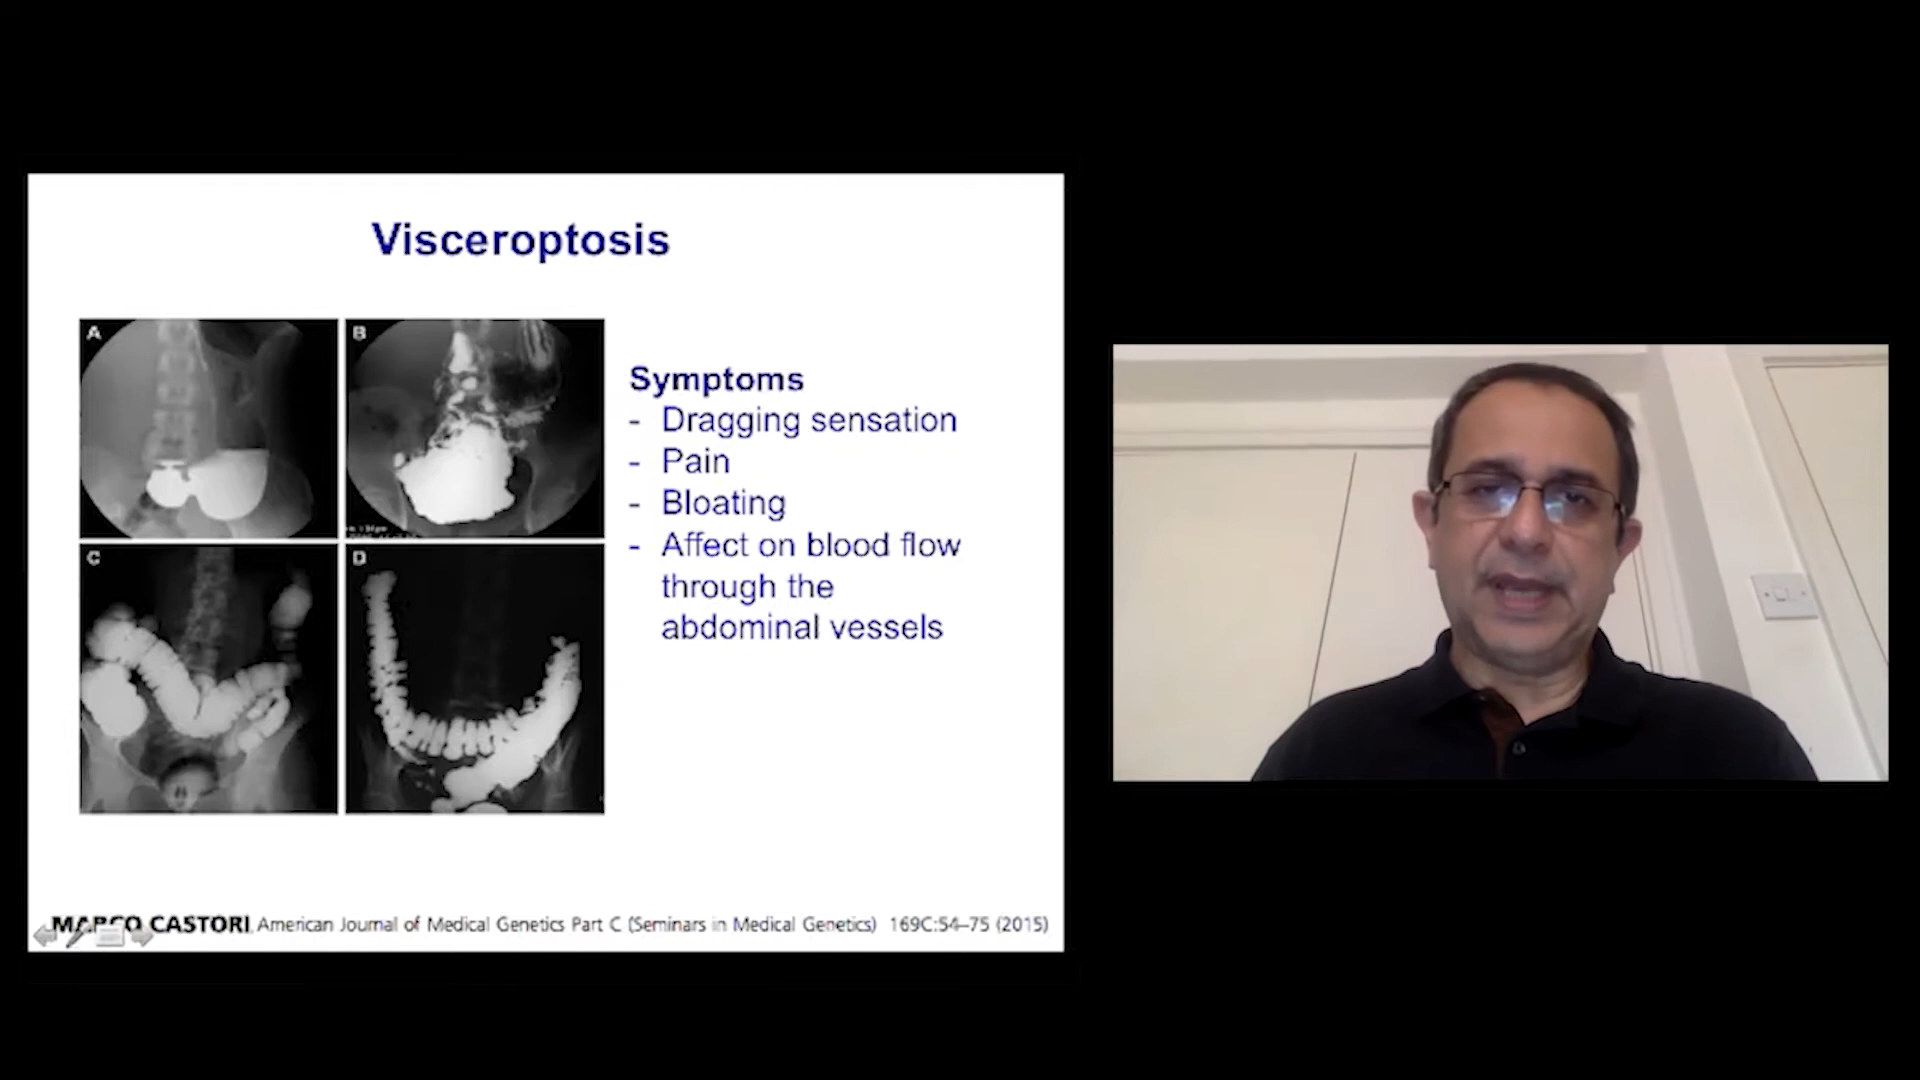 Visceroptosis
A
B
C
D
Symptoms
- Dragging sensation
- Pain
- Bloating
- Affect on blood flow
through the
abdominal vessels
MARCO CASTORI American Journal of Medical Genetics Part C (Seminars in Medical Genetics) 169C:54–75 (2015)